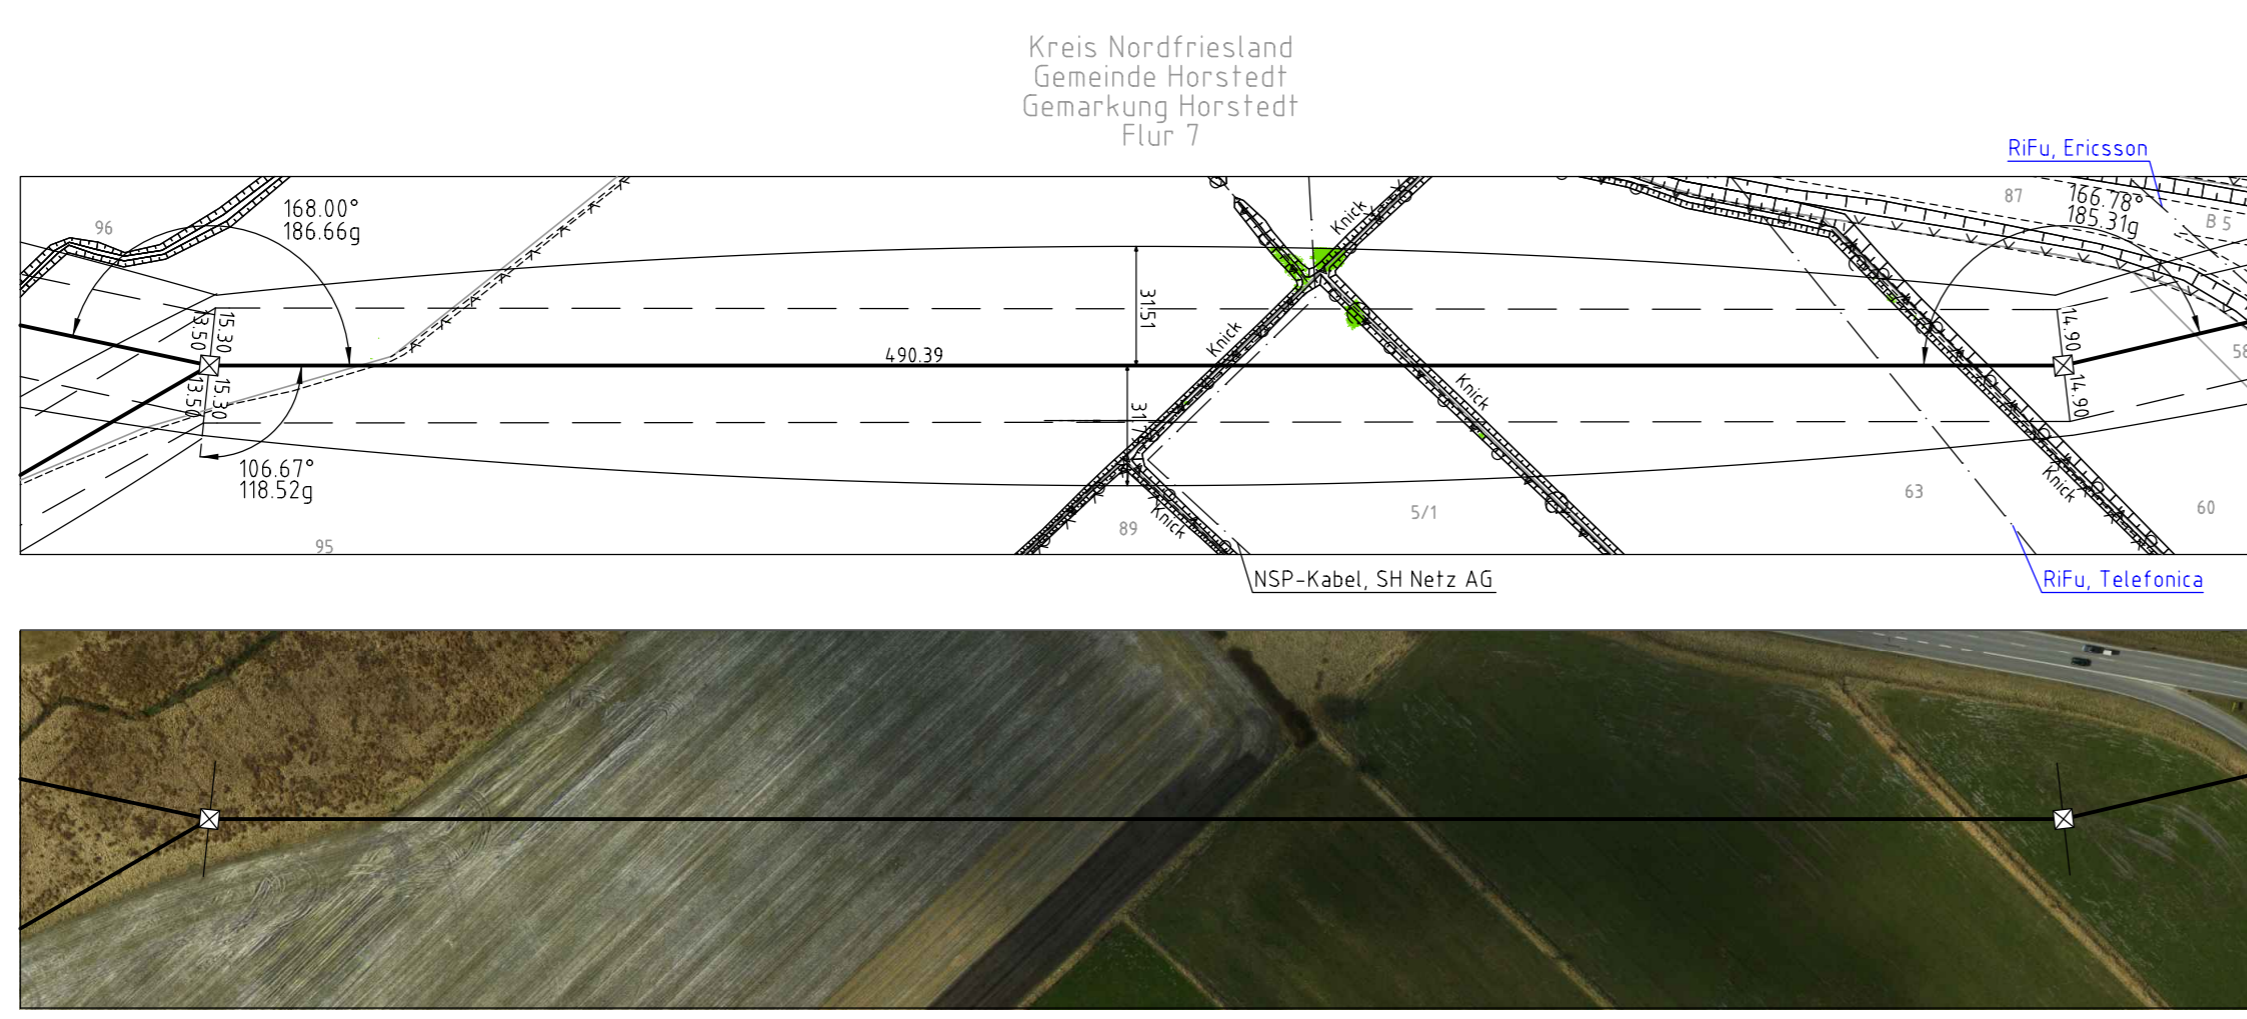 Kreis Nordfriesland
Gemeinde Horstedt
Gemarkung Horstedt
Flur 7
RiFu, Ericsson
96
168.00°
186.66g
Knick
87
166.78°
185.31g
B 5
13.50
15.30
31.51
Knick
14.90
490.39
58
13.50
15.30
Knick
14.90
106.67°
118.52g
Knick
63
Knick
60
95
89
5/1
NSP-Kabel, SH Netz AG
RiFu, Telefonica